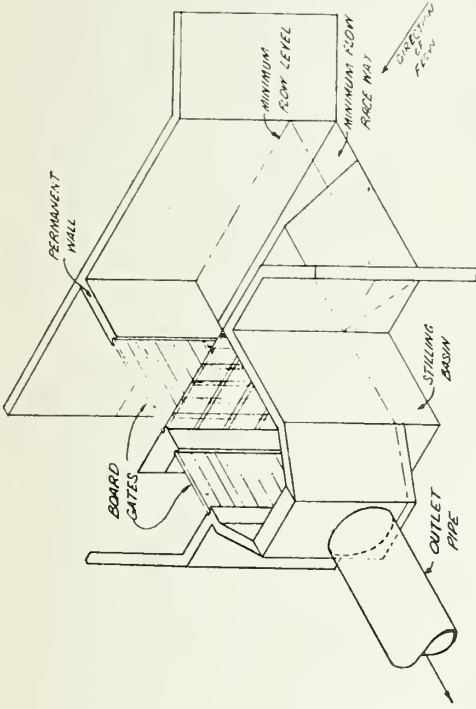 PERMANENT
WALL
BOARD
GATES
MINIMUM
FLOW LEVEL
MINIMUM FLOW
RACE WAY
DIRECTION
OF
FLOW
STILLING
BASIN
OUTLET
PIPE